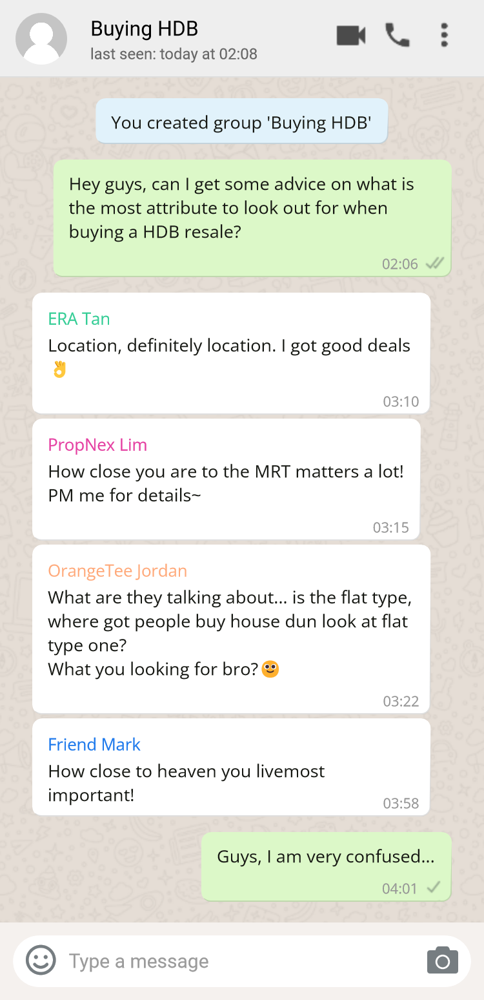 Buying HDB
last seen: today at 02:08
You created group 'Buying HDB'
Hey guys, can I get some advice on what is
the most attribute to look out for when
buying a HDB resale?
02:06
ERA Tan
Location, definitely location. I got good deals
👌
03:10
PropNex Lim
How close you are to the MRT matters a lot!
PM me for details~
03:15
OrangeTee Jordan
What are they talking about... is the flat type,
where got people buy house dun look at flat
type one?
What you looking for bro?🙂
03:22
Friend Mark
How close to heaven you livemost
important!
03:58
Guys, I am very confused...
04:01
Type a message